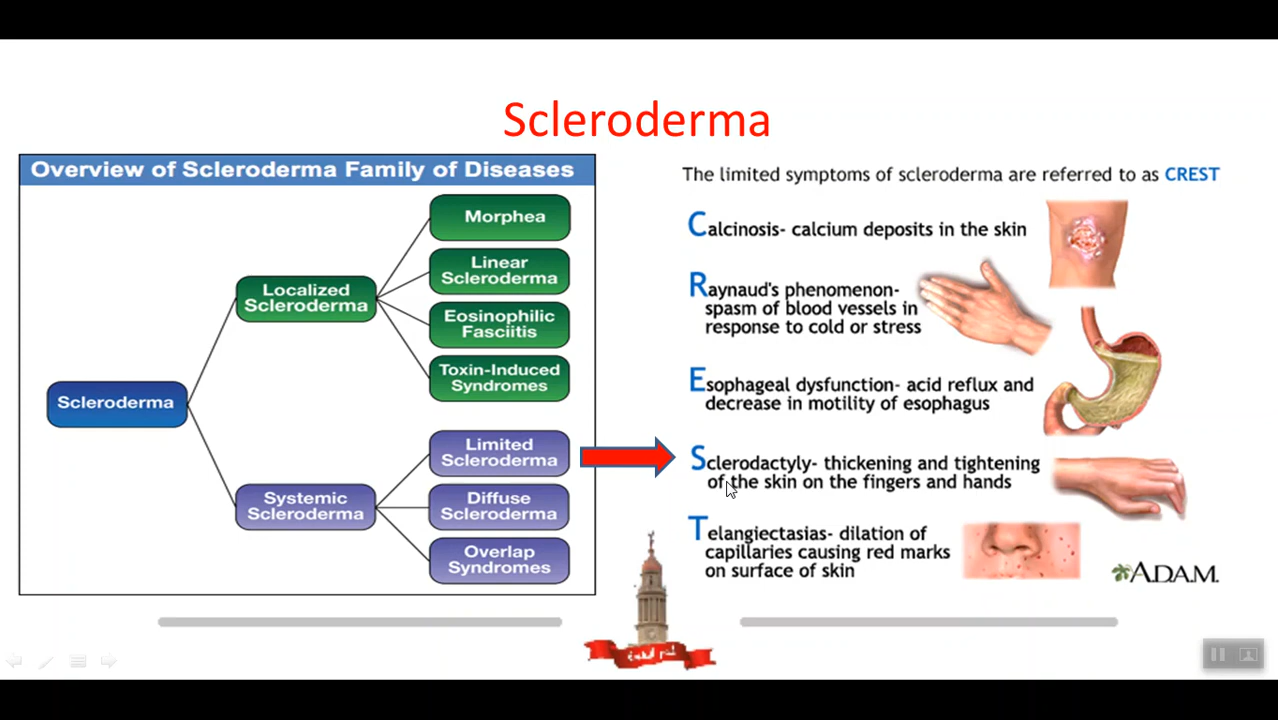 Scleroderma
Overview of Scleroderma Family of Diseases
Scleroderma
Localized
Scleroderma
Morphea
Linear
Scleroderma
Eosinophilic
Fasciitis
Toxin-Induced
Syndromes
Systemic
Scleroderma
Limited
Scleroderma
Diffuse
Scleroderma
Overlap
Syndromes
The limited symptoms of scleroderma are referred to as CREST
Calcinosis- calcium deposits in the skin
Raynaud's phenomenon-
spasm of blood vessels in
response to cold or stress
Esophageal dysfunction- acid reflux and
decrease in motility of esophagus
Sclerodactyly- thickening and tightening
of the skin on the fingers and hands
Telangiectasias- dilation of
capillaries causing red marks
on surface of skin
A.D.A.M.